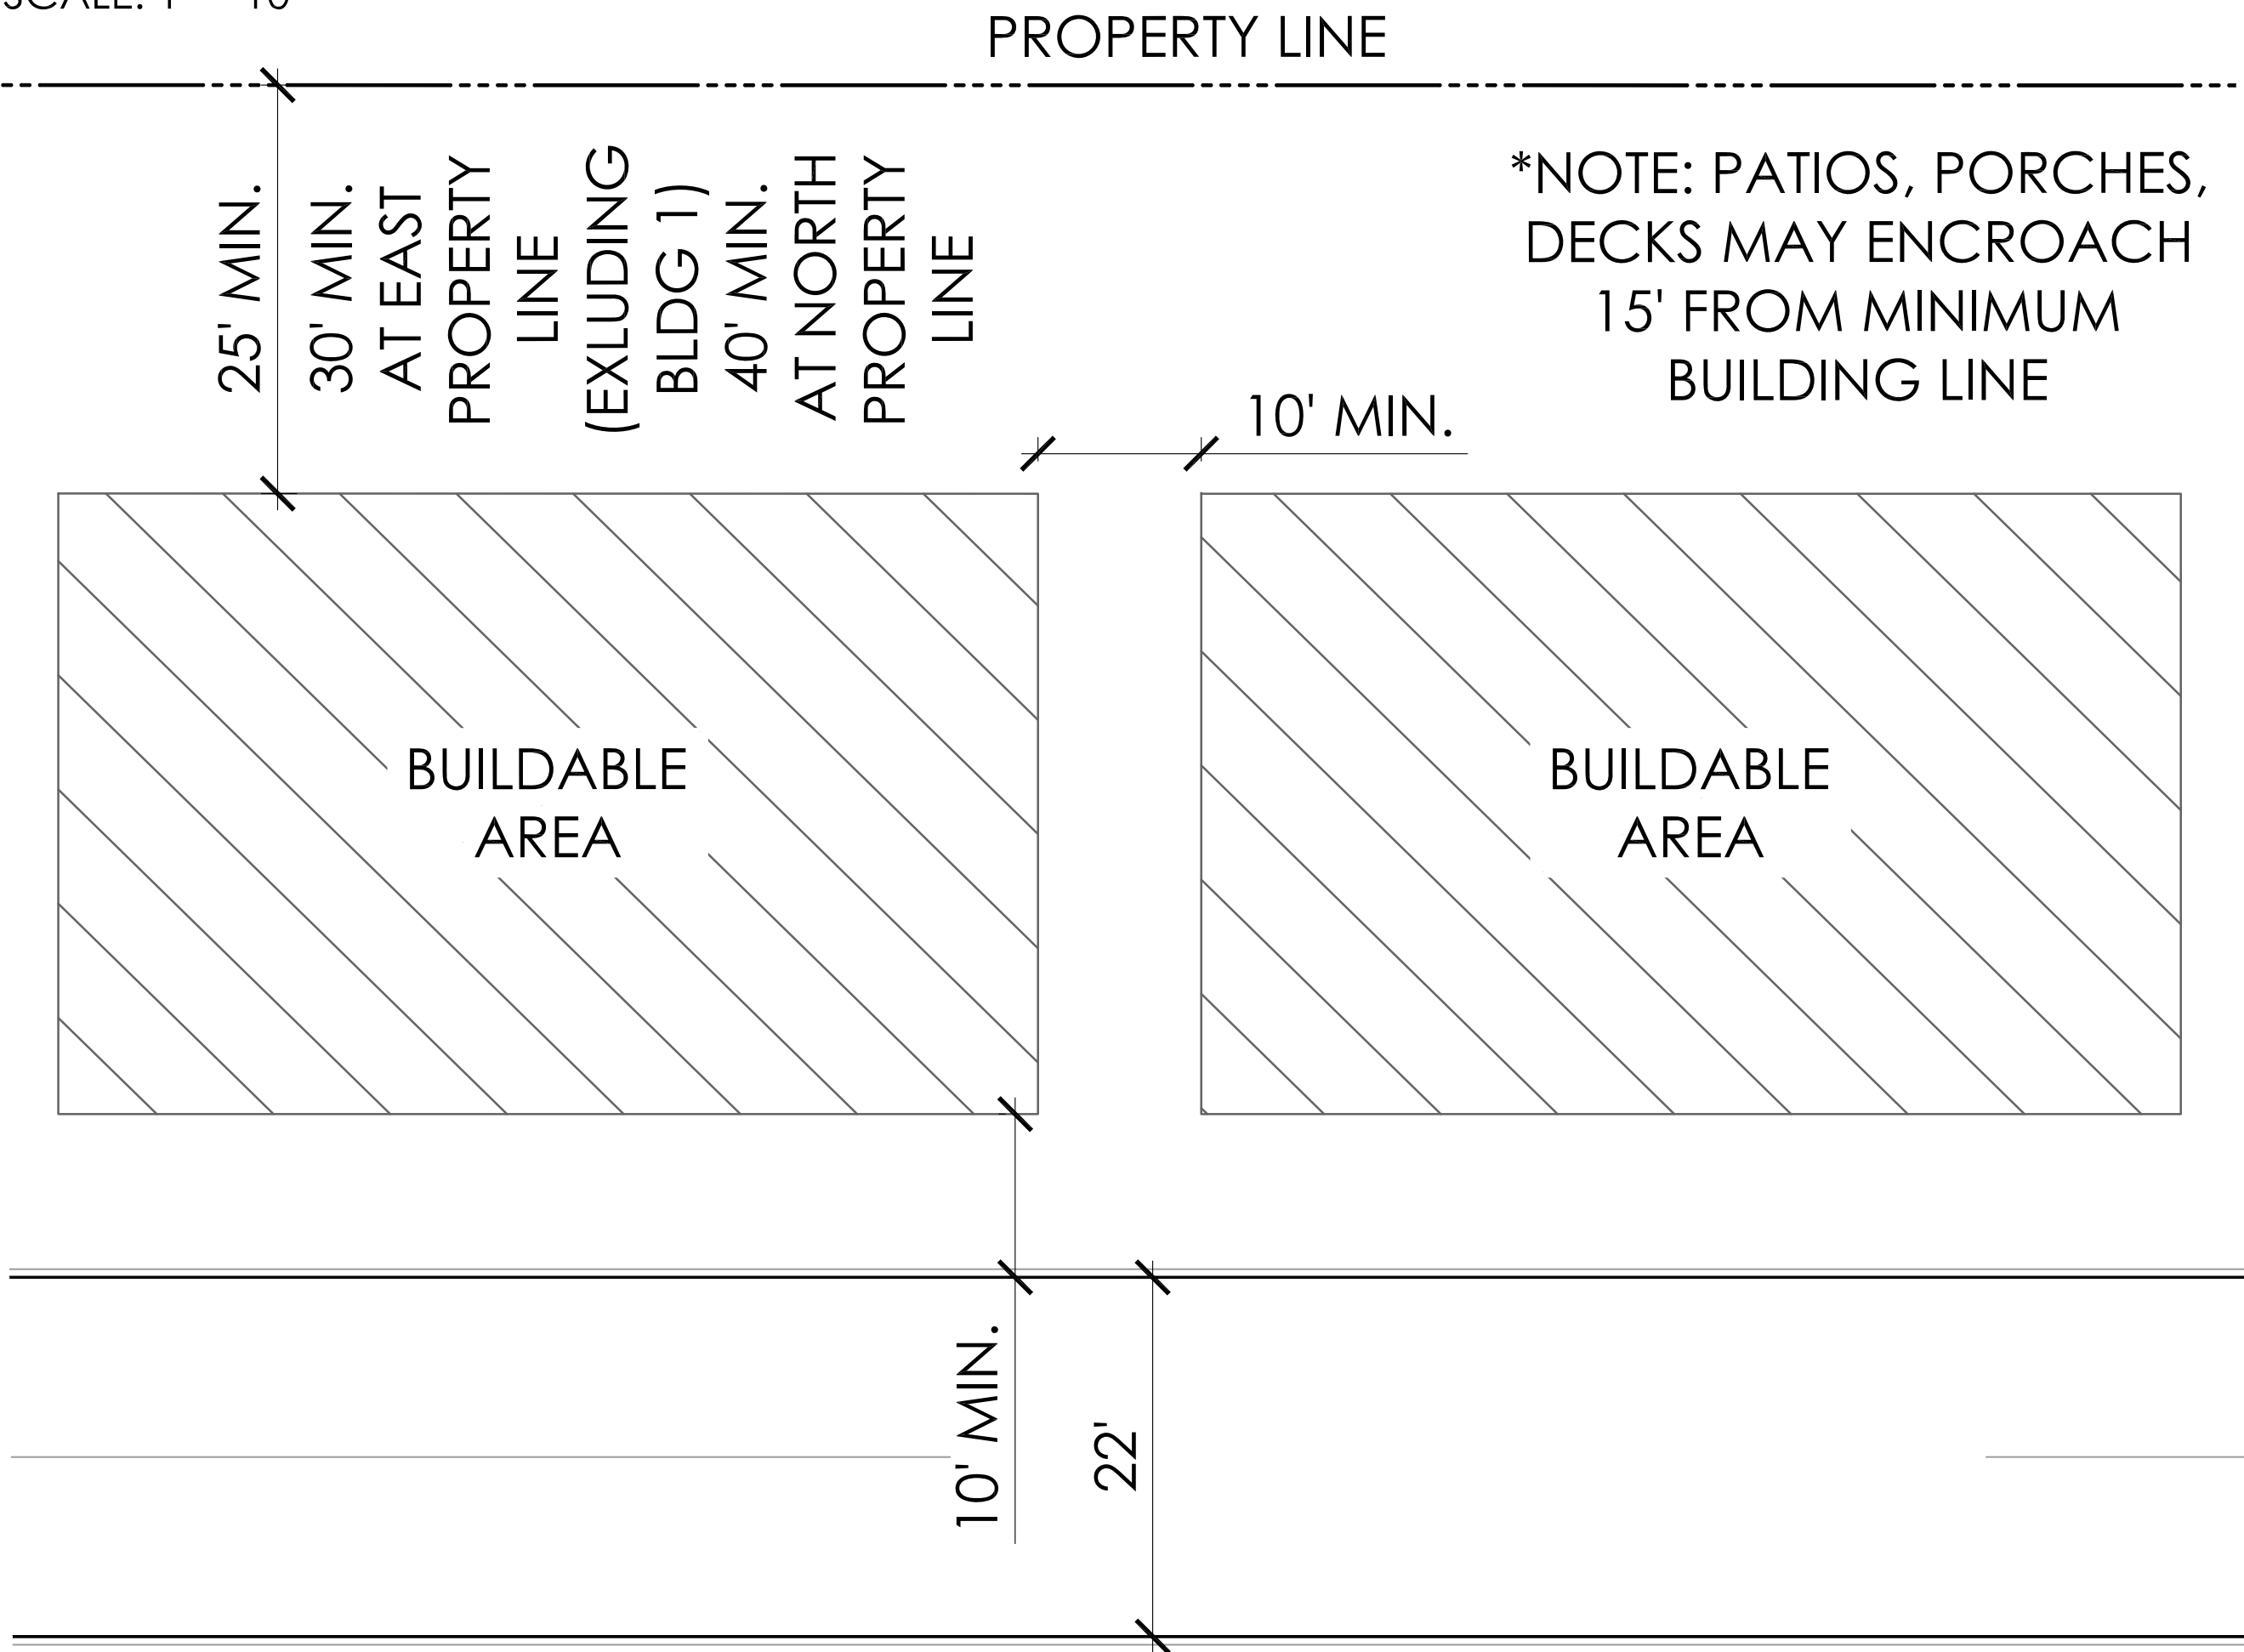 PROPERTY LINE
25' MIN.
30' MIN.
AT EAST
PROPERTY
LINE
(EXLUDING
BLDG 11)
40' MIN.
AT NORTH
PROPERTY
LINE
*NOTE: PATIOS, PORCHES,
DECKS MAY ENCROACH
15' FROM MINIMUM
BUILDING LINE
10' MIN.
BUILDABLE
AREA
BUILDABLE
AREA
10' MIN.
22'